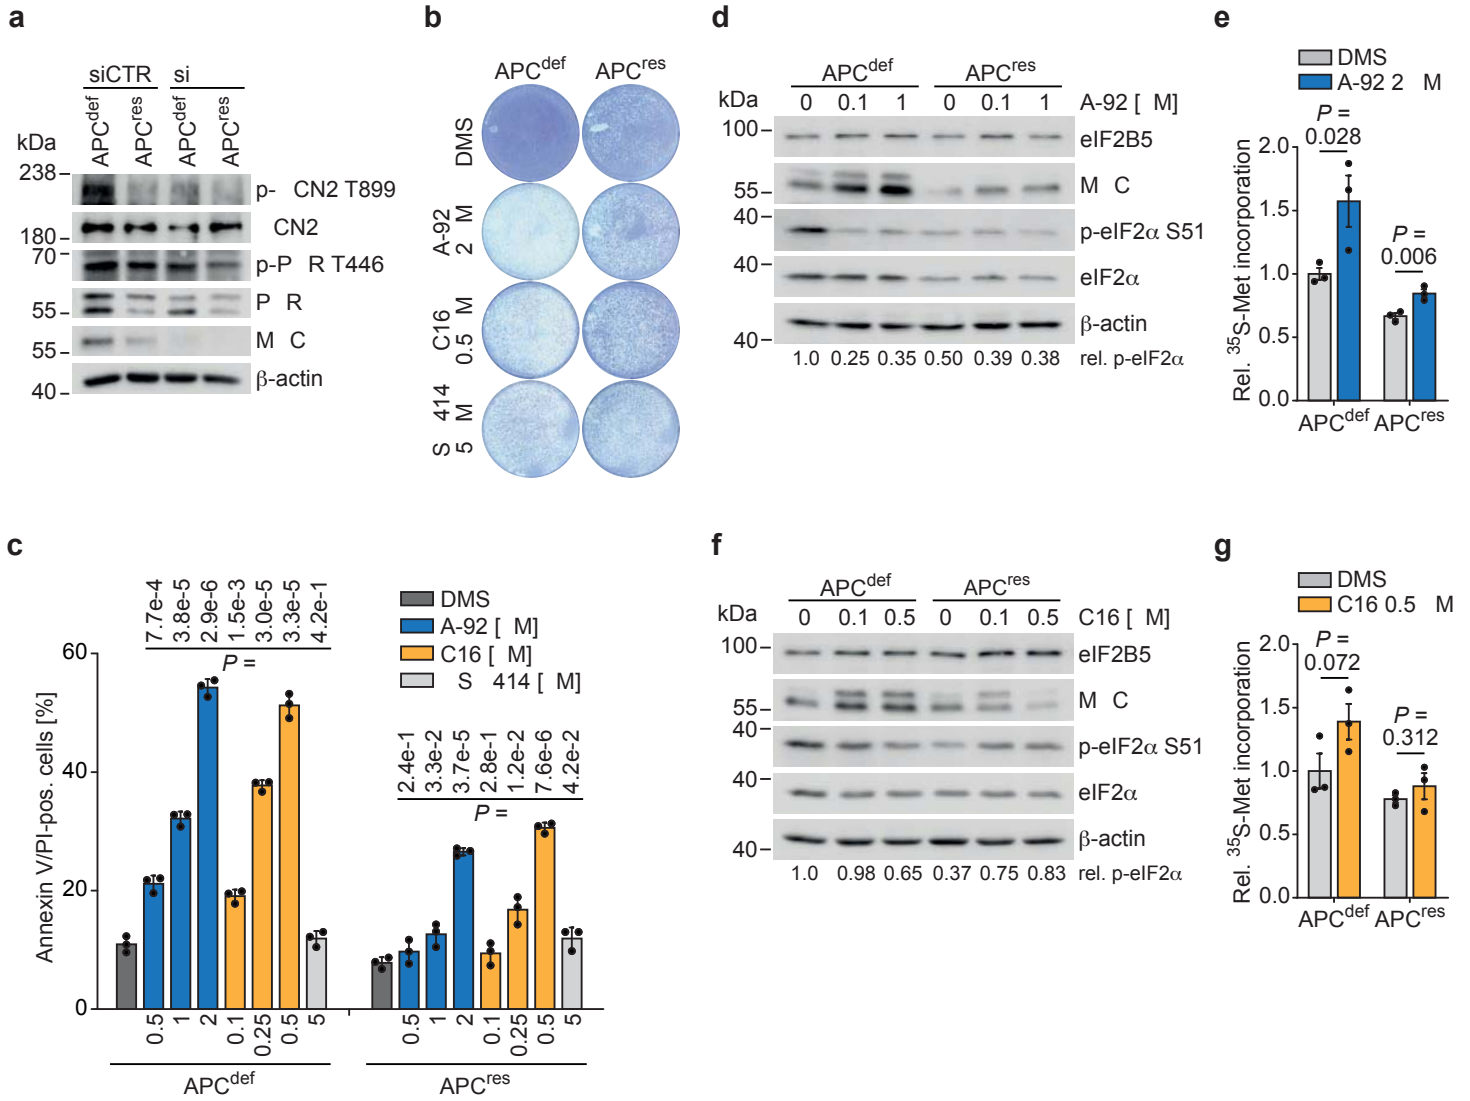 a
siCTR si
APCdef APCres APCdef APCres
kDa
238
p- CN2 T899
CN2
180
70
p-P R T446
P R
55
M C
55
β-actin
40
b
APCdef APCres
DMS
A-92
2 M
C16
0.5 M
S 414
5 M
c
DMS
A-92 [ M]
C16 [ M]
S 414 [ M]
Annexin V/PI-pos. cells [%]
60
40
20
0
7.7e-4 3.8e-5 2.9e-6 1.5e-3 3.0e-5 3.3e-5 4.2e-1
P =
2.4e-1 3.3e-2 3.7e-5 2.8e-1 1.2e-2 7.6e-6 4.2e-2
P =
0.5 1 2 0.1 0.25 0.5 5
0.5 1 2 0.1 0.25 0.5 5
APCdef APCres
d
APCdef APCres
kDa 0 0.1 1 0 0.1 1 A-92 [ M]
100
eIF2B5
M C
55
40
p-eIF2α S51
40
eIF2α
β-actin
40
1.0 0.25 0.35 0.50 0.39 0.38 rel. p-eIF2α
e
DMS
A-92 2 M
Rel. 35S-Met incorporation
2.0
1.5
1.0
0.5
0.0
P =
0.028
P =
0.006
APCdef APCres
f
APCdef APCres
kDa 0 0.1 0.5 0 0.1 0.5 C16 [ M]
100
eIF2B5
M C
55
40
p-eIF2α S51
40
eIF2α
β-actin
40
1.0 0.98 0.65 0.37 0.75 0.83 rel. p-eIF2α
g
DMS
C16 0.5 M
Rel. 35S-Met incorporation
2.0
1.5
1.0
0.5
0.0
P =
0.072
P =
0.312
APCdef APCres